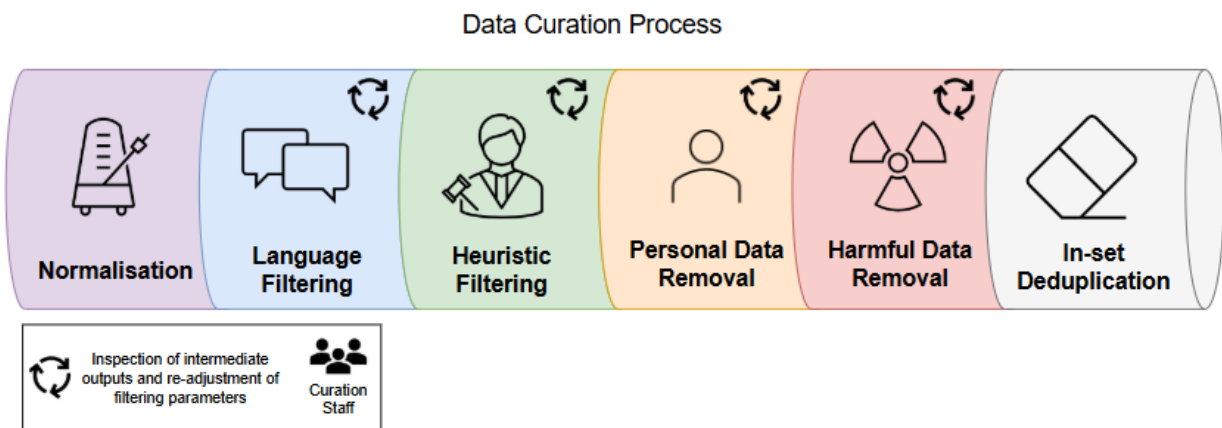 Data Curation Process
Normalisation
Language
Filtering
Heuristic
Filtering
Personal Data
Removal
Harmful Data
Removal
In-set
Deduplication
Inspection of intermediate
outputs and re-adjustment of
filtering parameters
Curation
Staff